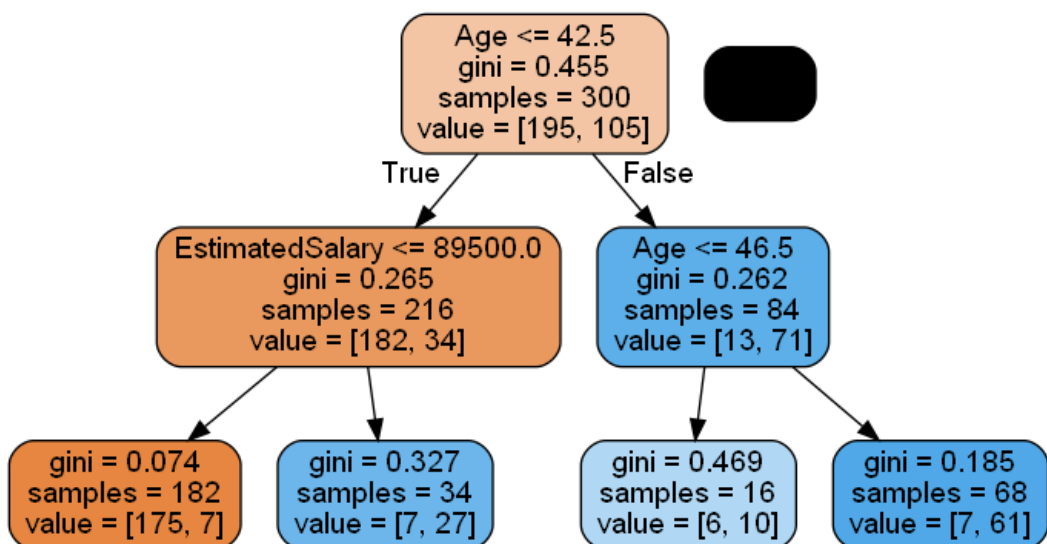 Age <= 42.5
gini = 0.455
samples = 300
value = [195, 105]
True
False
EstimatedSalary <= 89500.0
gini = 0.265
samples = 216
value = [182, 34]
Age <= 46.5
gini = 0.262
samples = 84
value = [13, 71]
gini = 0.074
samples = 182
value = [175, 7]
gini = 0.327
samples = 34
value = [7, 27]
gini = 0.469
samples = 16
value = [6, 10]
gini = 0.185
samples = 68
value = [7, 61]